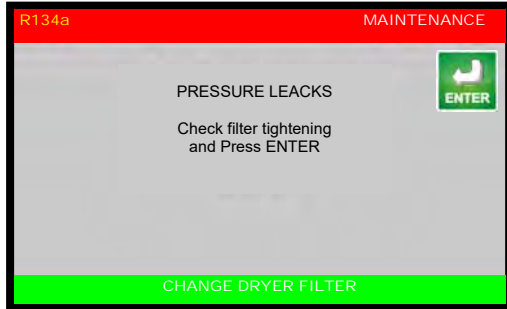 R134a MAINTENANCE
PRESSURE LEACKS
ENTER
Check filter tightening
and Press ENTER
CHANGE DRYER FILTER